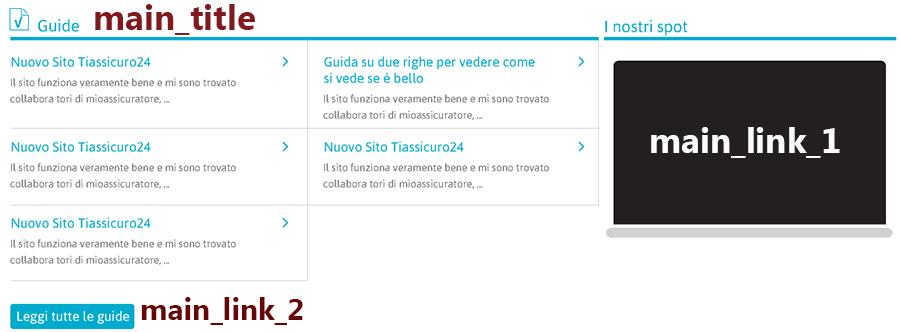 Guide main_title
Nuovo Sito Tiassicuro24
Il sito funziona veramente bene e mi sono trovato
collabora tori di mioassicuratore, ...
Guida su due righe per vedere come
si vede se è bello
Il sito funziona veramente bene e mi sono trovato
collabora tori di mioassicuratore, ...
Nuovo Sito Tiassicuro24
Il sito funziona veramente bene e mi sono trovato
collabora tori di mioassicuratore, ...
Nuovo Sito Tiassicuro24
Il sito funziona veramente bene e mi sono trovato
collabora tori di mioassicuratore, ...
Nuovo Sito Tiassicuro24
Il sito funziona veramente bene e mi sono trovato
collabora tori di mioassicuratore, ...
Leggi tutte le guide main_link_2
I nostri spot
main_link_1